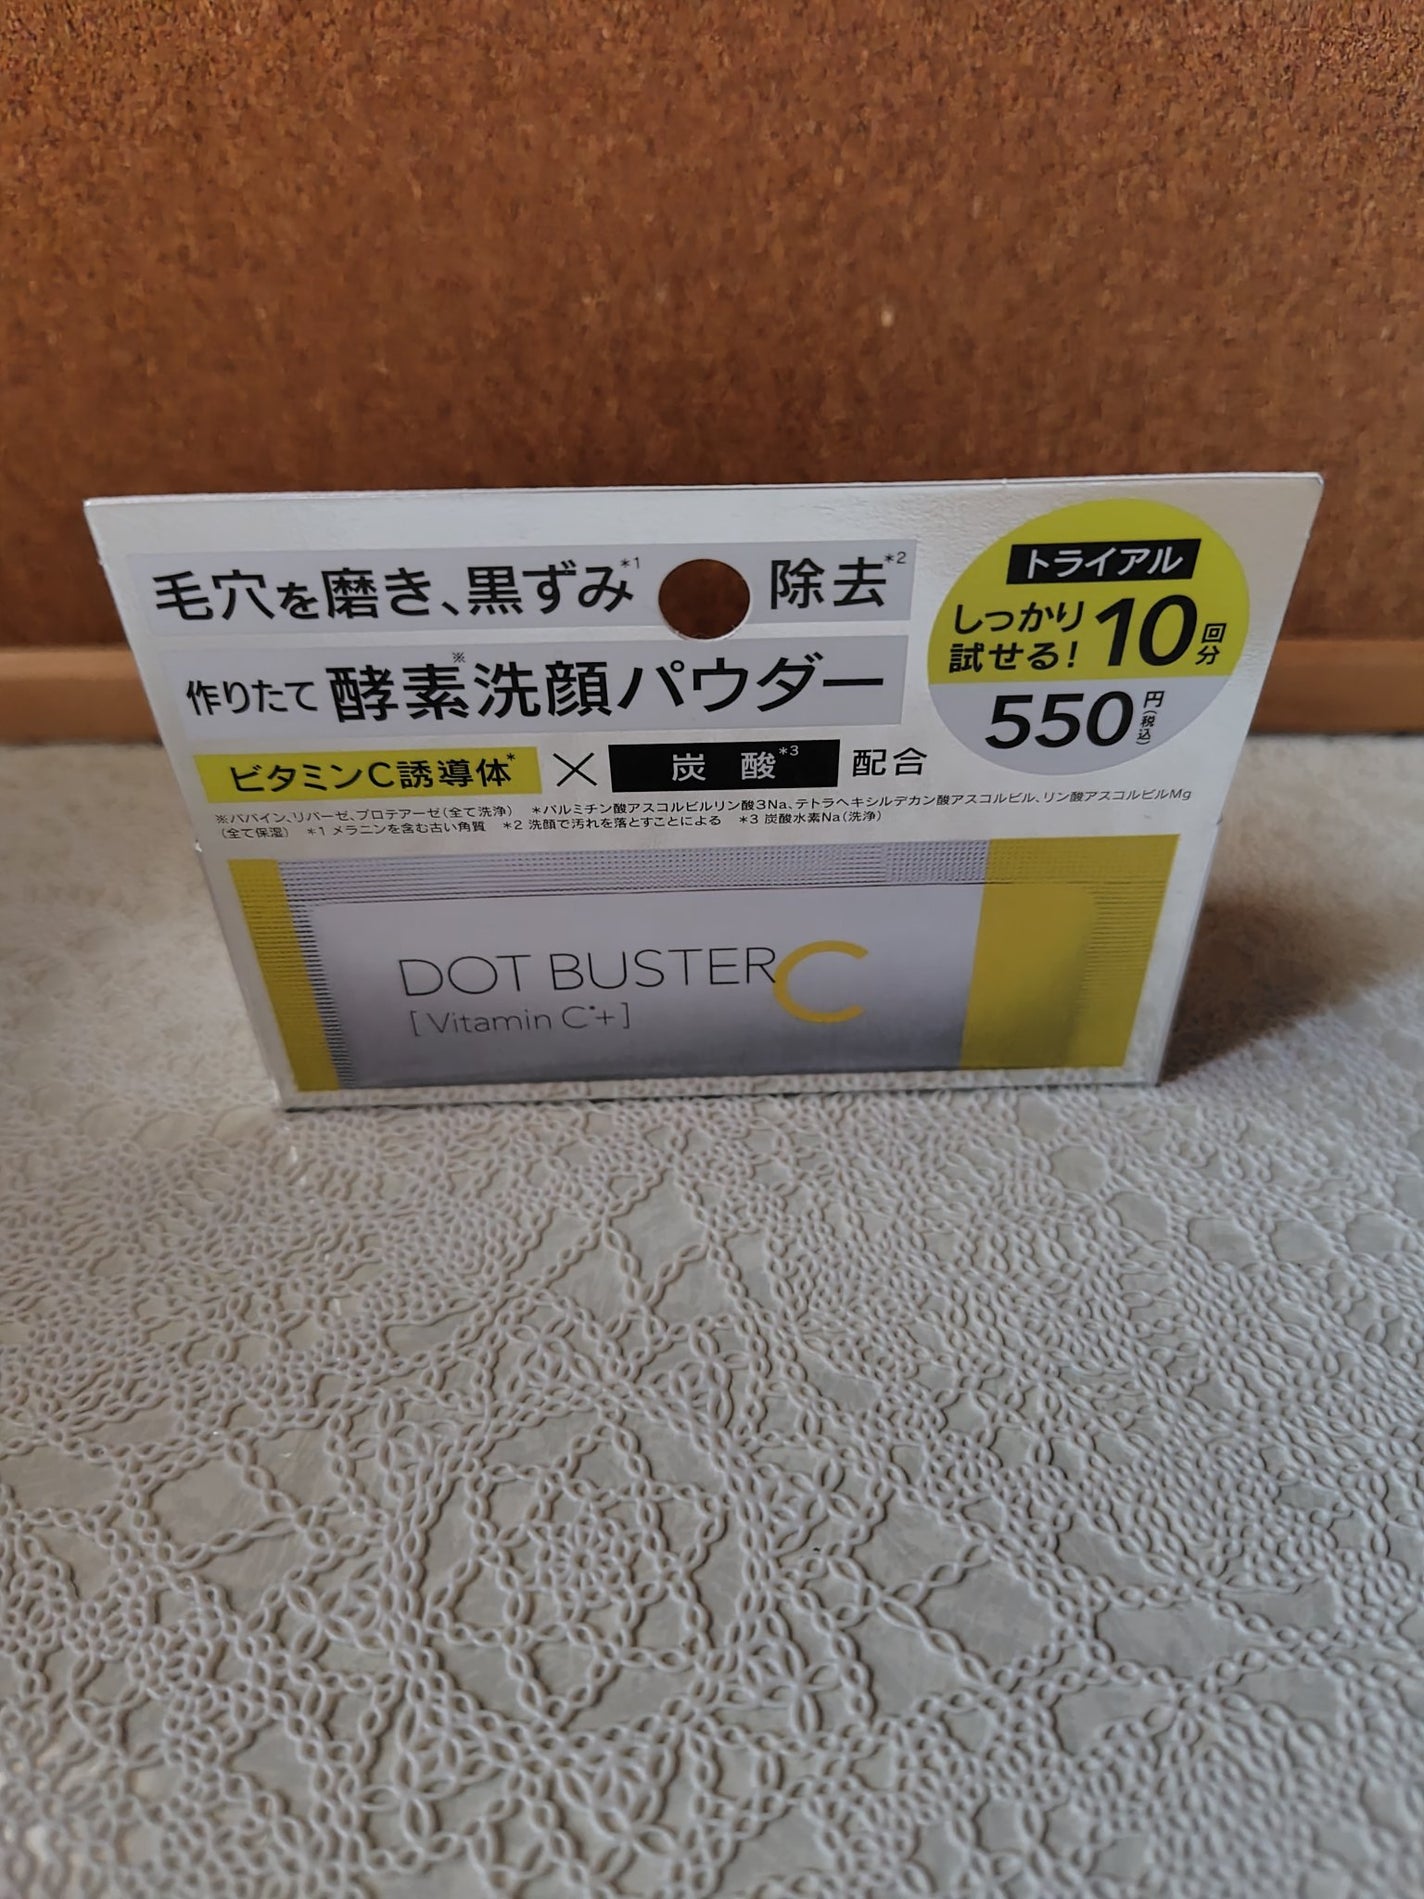 毛穴を磨き、黒ずみ*1 除去*2
作りたて 酵素※洗顔パウダー
ビタミンC誘導体* × 炭酸*3 配合
※パパイン、リパーゼ、プロテアーゼ(全て洗浄) *パルミチン酸アスコルビルリン酸3Na、テトラヘキシルデカン酸アスコルビル、リン酸アスコルビルMg
(全て保湿) *1 メラニンを含む古い角質 *2 洗顔で汚れを落とすことによる *3 炭酸水素Na(洗浄)
トライアル
しっかり
試せる! 10回分
550円(税込)
DOT BUSTER C
[Vitamin C*+]